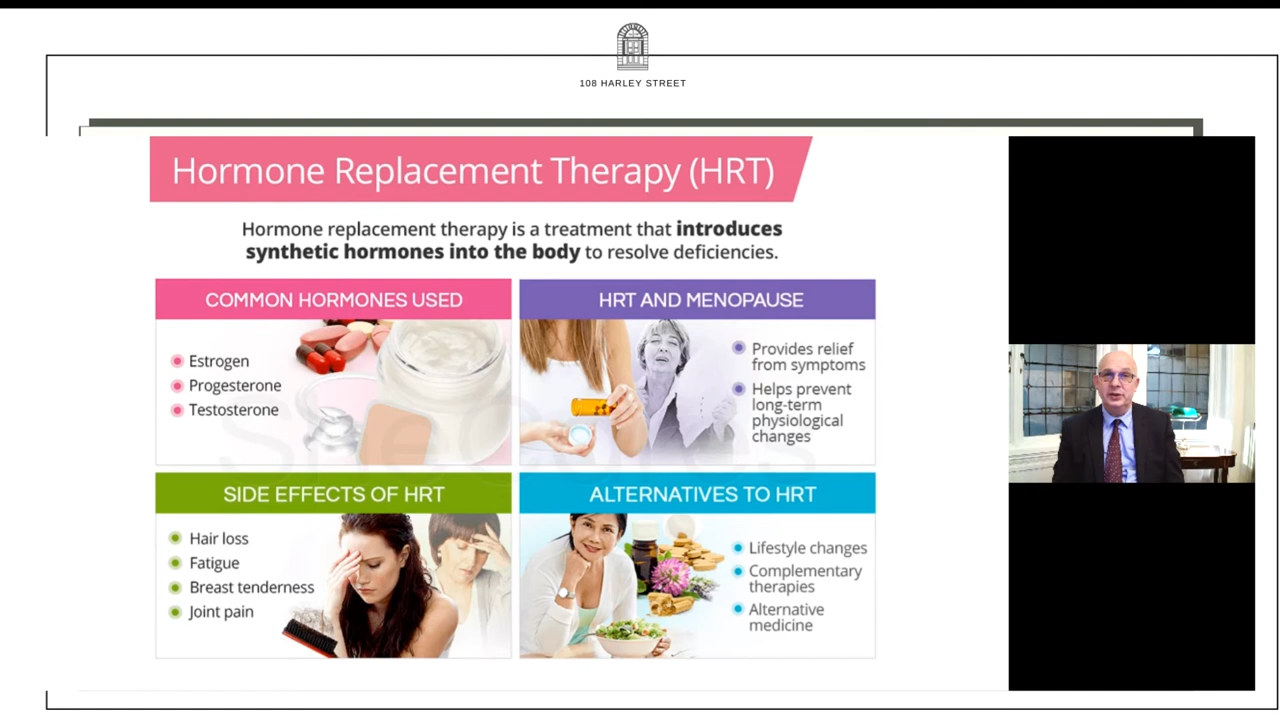 108 HARLEY STREET
Hormone Replacement Therapy (HRT)
Hormone replacement therapy is a treatment that introduces
synthetic hormones into the body to resolve deficiencies.
COMMON HORMONES USED
Estrogen
Progesterone
Testosterone
HRT AND MENOPAUSE
Provides relief
from symptoms
Helps prevent
long-term
physiological
changes
SIDE EFFECTS OF HRT
Hair loss
Fatigue
Breast tenderness
Joint pain
ALTERNATIVES TO HRT
Lifestyle changes
Complementary
therapies
Alternative
medicine